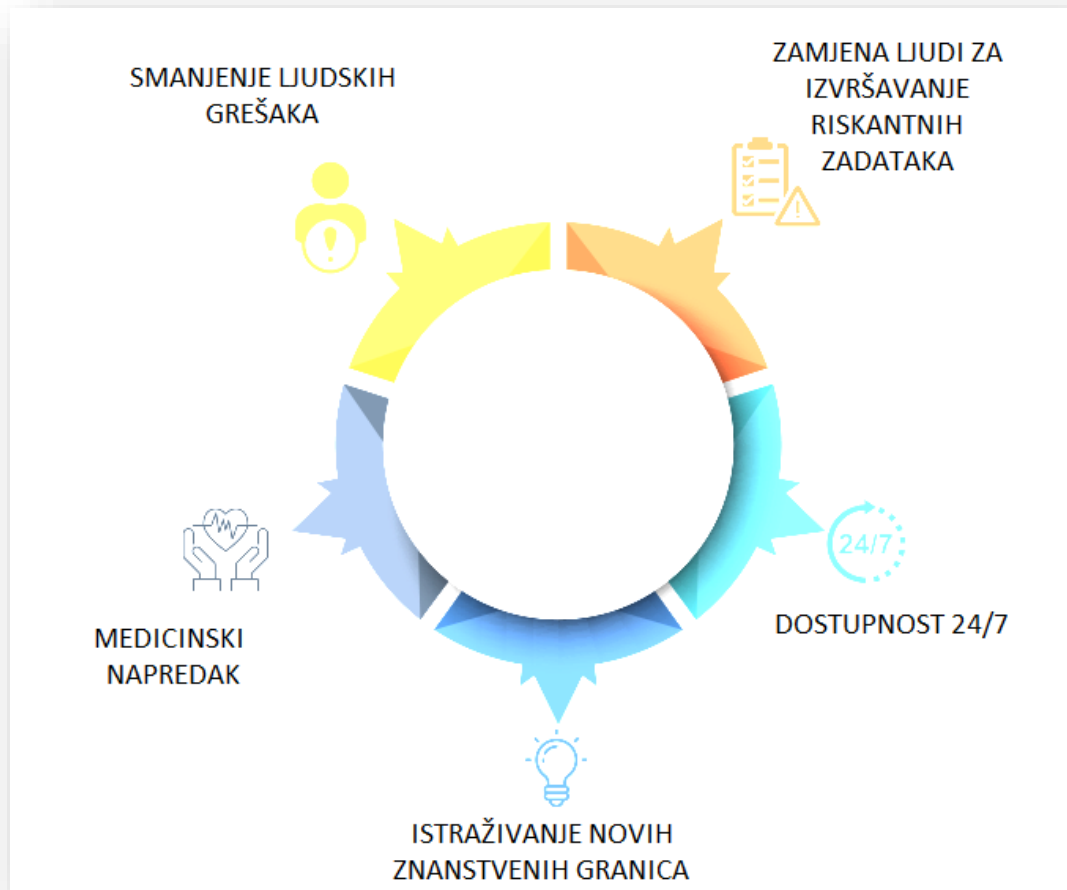 SMANJENJE LJUDSKIH
GREŠAKA
ZAMJENA LJUDI ZA
IZVRŠAVANJE
RISKANTNIH
ZADATAKA
24/7
DOSTUPNOST 24/7
MEDICINSKI
NAPREDAK
ISTRAŽIVANJE NOVIH
ZNANSTVENIH GRANICA